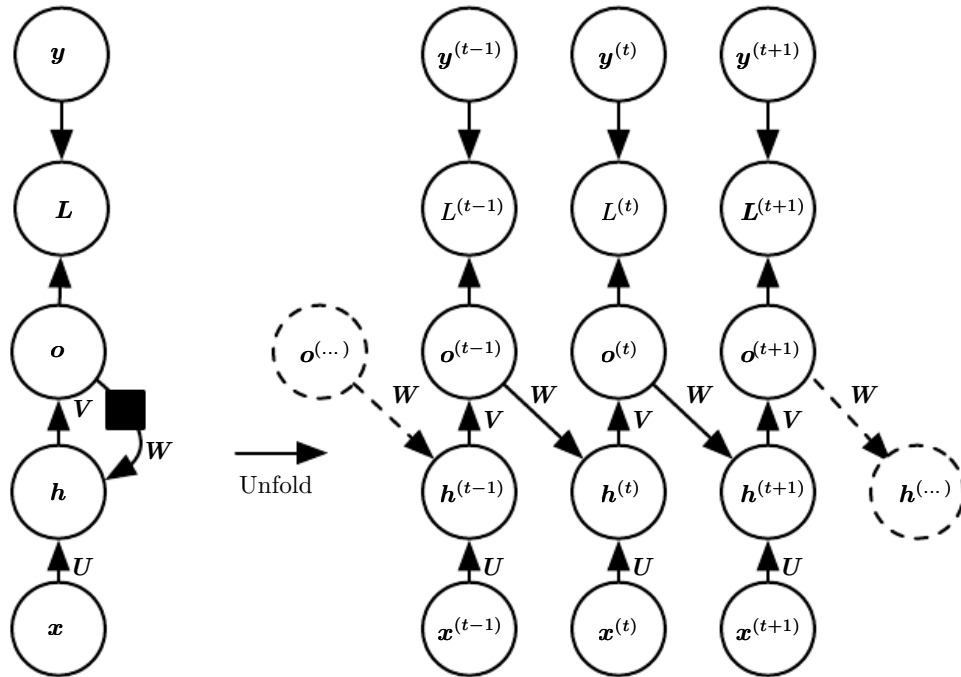 y y^(t−1) y^(t) y^(t+1)
L L^(t−1) L^(t) L^(t+1)
o o^(...) o^(t−1) o^(t) o^(t+1)
W W W W
V V V V
W
h h^(t−1) h^(t) h^(t+1) h^(...)
Unfold
U U U U
x x^(t−1) x^(t) x^(t+1)